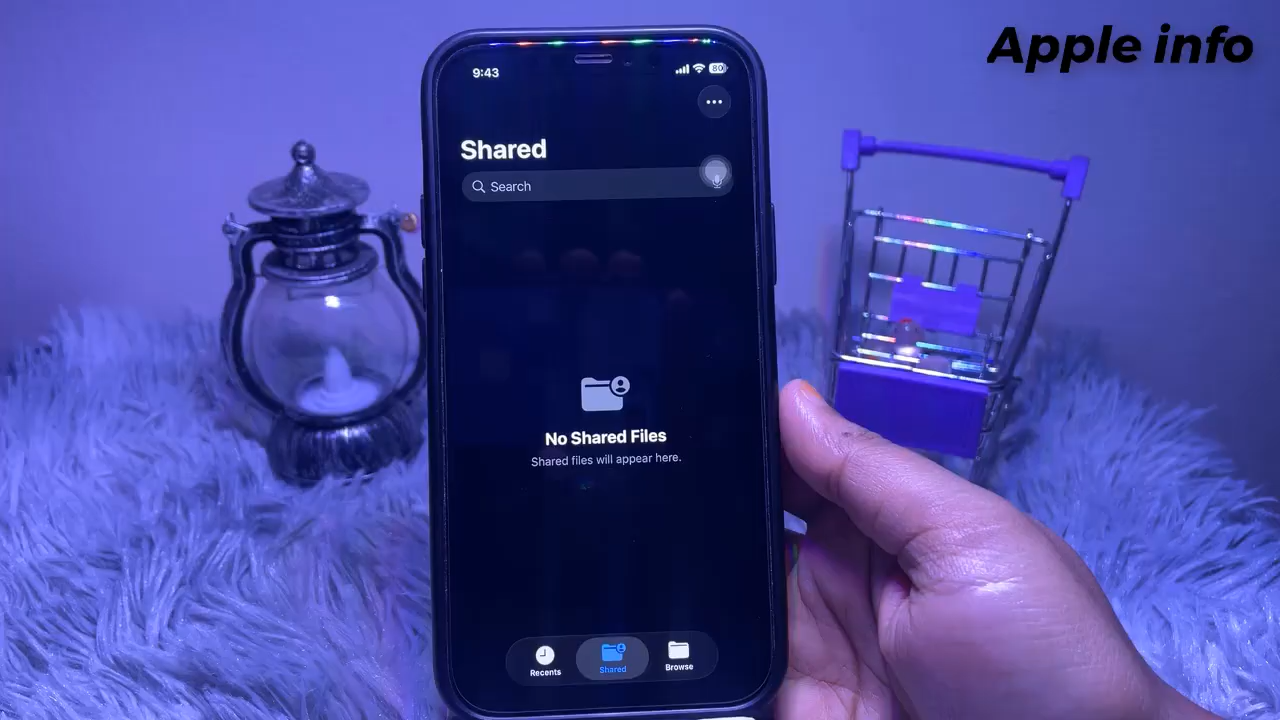 Apple info
9:43
80
Shared
Search
No Shared Files
Shared files will appear here.
Recents
Shared
Browse